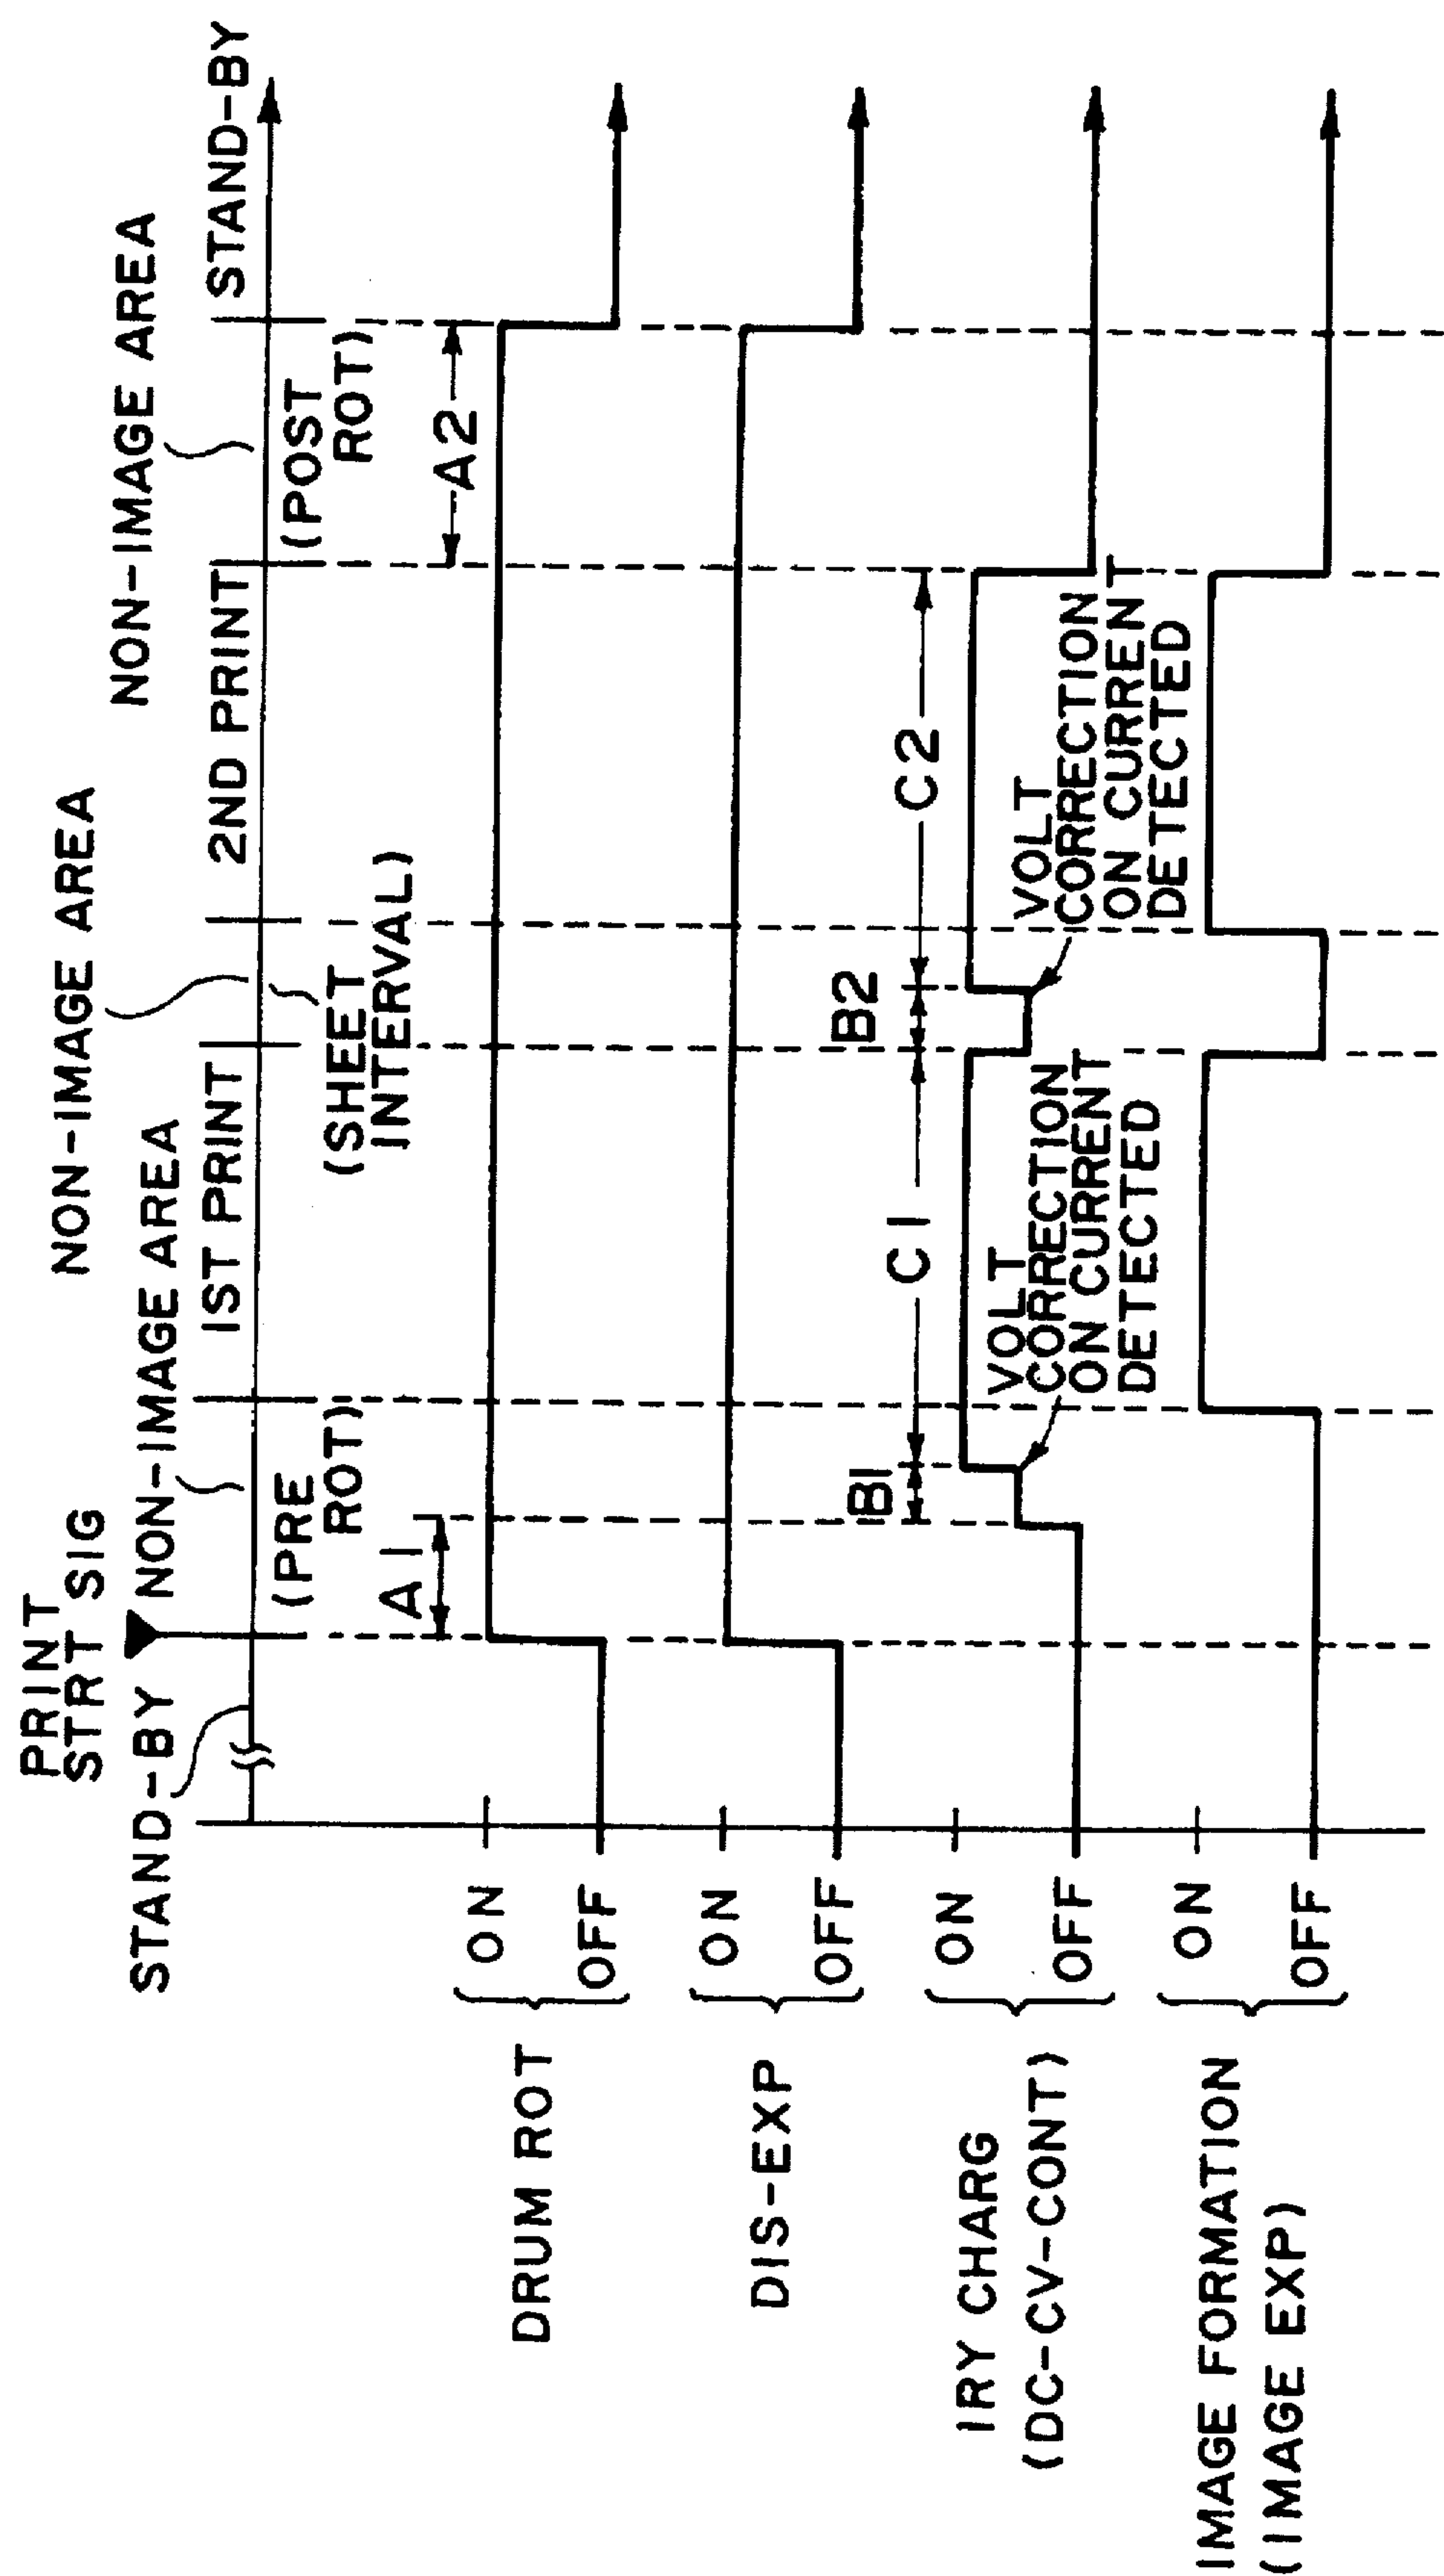 PRINT
STRT SIG
STAND-BY
NON-IMAGE AREA
NON-IMAGE AREA
NON-IMAGE AREA
1ST PRINT
2ND PRINT
STAND-BY
(PRE
ROT)
(SHEET
INTERVAL)
(POST
ROT)
A1
A2
DRUM ROT
ON
OFF
DIS-EXP
ON
OFF
B1
C1
B2
C2
1RY CHARG
(DC-CV-CONT)
ON
OFF
VOLT
CORRECTION
ON CURRENT
DETECTED
VOLT
CORRECTION
ON CURRENT
DETECTED
IMAGE FORMATION
(IMAGE EXP)
ON
OFF